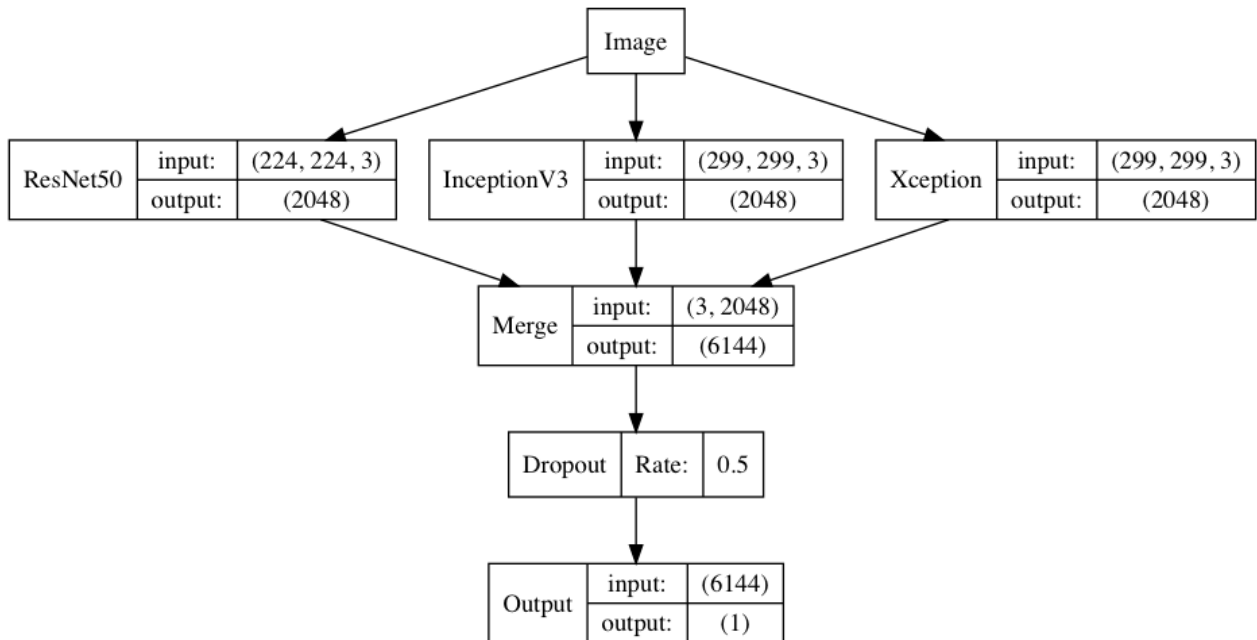 Image
ResNet50 input: (224, 224, 3)
output: (2048)
InceptionV3 input: (299, 299, 3)
output: (2048)
Xception input: (299, 299, 3)
output: (2048)
Merge input: (3, 2048)
output: (6144)
Dropout Rate: 0.5
Output input: (6144)
output: (1)